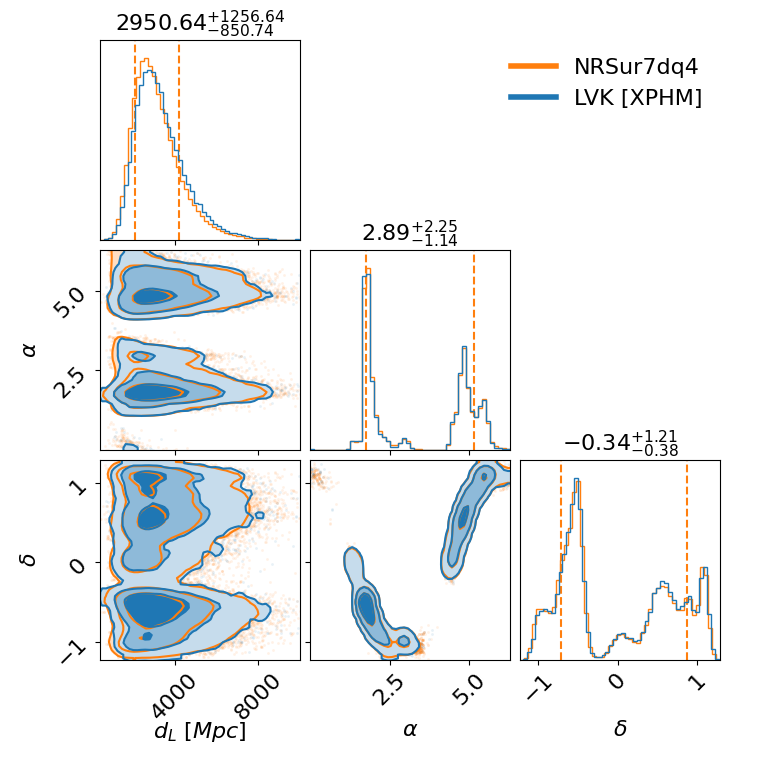 2950.64+1256.64−850.74
NRSur7dq4
LVK [XPHM]
2.89+2.25−1.14
α
5.0
2.5
−0.34+1.21−0.38
δ
1
0
−1
4000
8000
2.5
5.0
−1
0
1
dL [Mpc]
α
δ